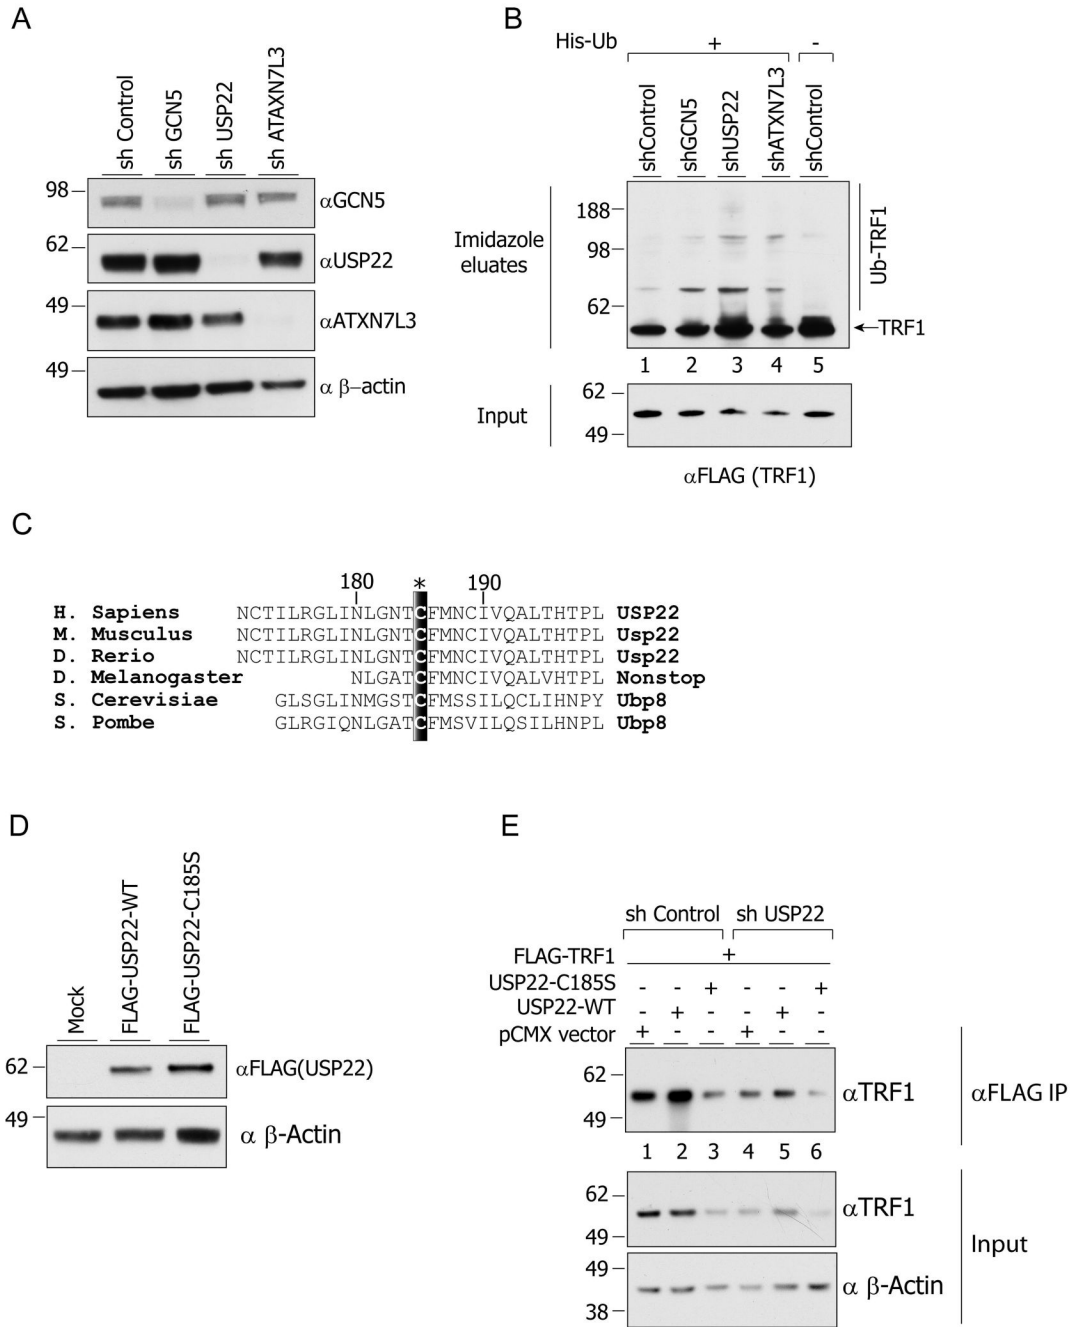 A
sh Control
sh GCN5
sh USP22
sh ATAXN7L3
98
αGCN5
62
αUSP22
49
αATXN7L3
49
α β–actin
B
His-Ub
+
-
shControl
shGCN5
shUSP22
shATXN7L3
shControl
Imidazole
eluates
188
98
62
Ub-TRF1
TRF1
1 2 3 4 5
Input
62
49
αFLAG (TRF1)
C
180 * 190
H. Sapiens NCTILRGLINLGNTCFMNCIVQALTHTPL USP22
M. Musculus NCTILRGLINLGNTCFMNCIVQALTHTPL Usp22
D. Rerio NCTILRGLINLGNTCFMNCIVQALTHTPL Usp22
D. Melanogaster NLGATCFMNCIVQALVHTPL Nonstop
S. Cerevisiae GLSGLINMGSTCFMSSILQCLIHNPY Ubp8
S. Pombe GLRGIQNLGATCFMSVILQSILHNPL Ubp8
D
Mock
FLAG-USP22-WT
FLAG-USP22-C185S
62
αFLAG(USP22)
49
α β-Actin
E
sh Control sh USP22
FLAG-TRF1 +
USP22-C185S - - + - - +
USP22-WT - + - - + -
pCMX vector + - - + - -
62
49
αTRF1
αFLAG IP
1 2 3 4 5 6
62
49
αTRF1
Input
49
38
α β-Actin